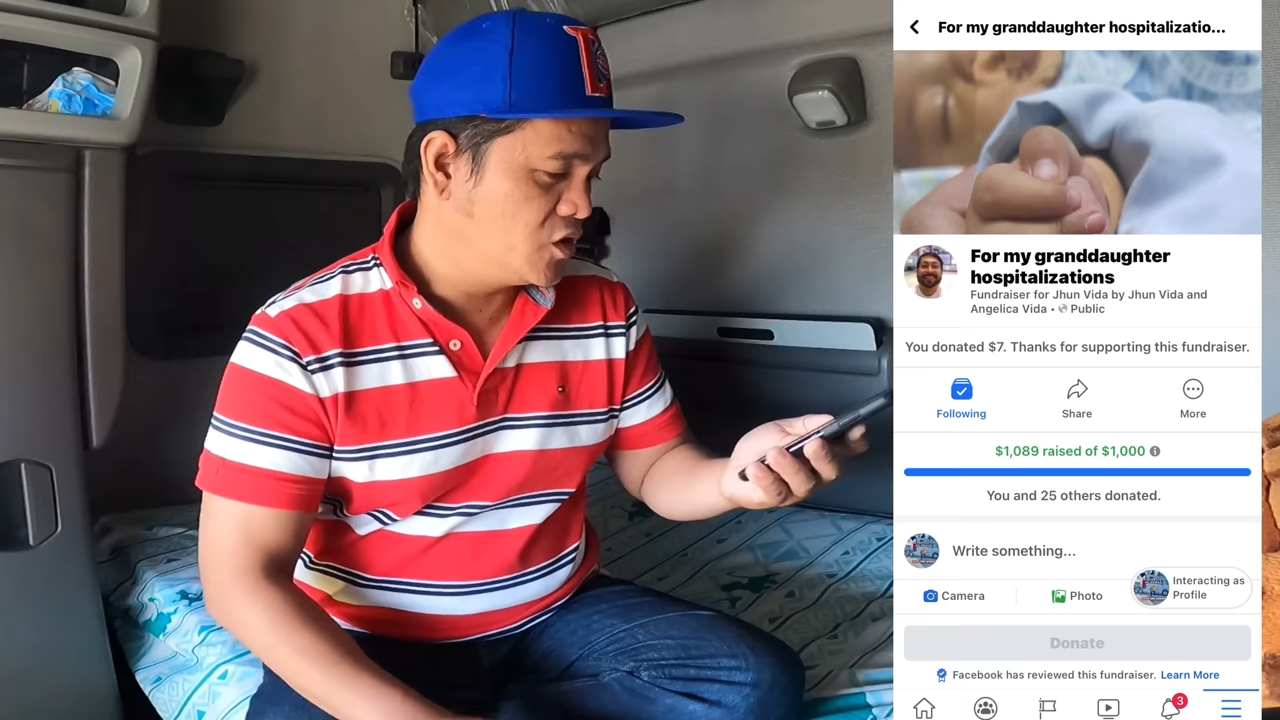 For my granddaughter hospitalizatio...
For my granddaughter
hospitalizations
Fundraiser for Jhun Vida by Jhun Vida and
Angelica Vida • Public
You donated $7. Thanks for supporting this fundraiser.
Following
Share
More
$1,089 raised of $1,000
You and 25 others donated.
Write something...
Interacting as
Profile
Camera
Photo
Donate
Facebook has reviewed this fundraiser. Learn More
3